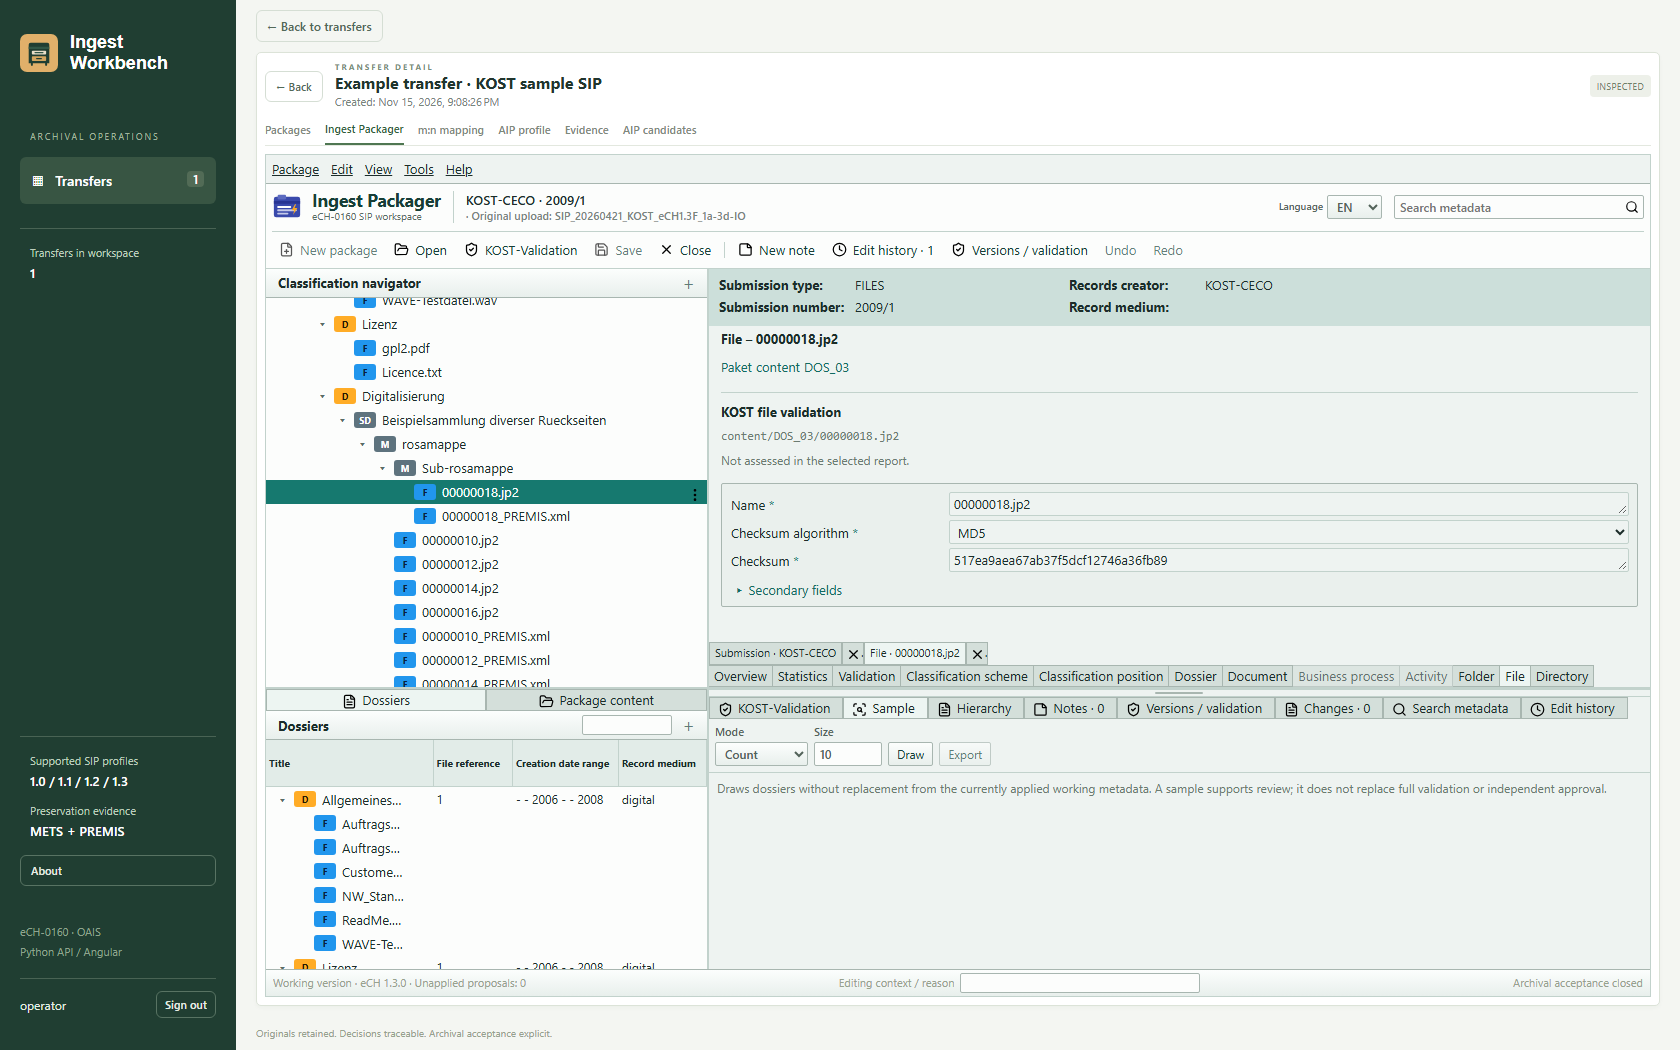 Ingest
Workbench
ARCHIVAL OPERATIONS
Transfers 1
Transfers in workspace
1
Supported SIP profiles
1.0 / 1.1 / 1.2 / 1.3
Preservation evidence
METS + PREMIS
About
eCH-0160 · OAIS
Python API / Angular
operator
Sign out
← Back to transfers
← Back
TRANSFER DETAIL
Example transfer · KOST sample SIP
Created: Nov 15, 2026, 9:08:26 PM
INSPECTED
Packages Ingest Packager m:n mapping AIP profile Evidence AIP candidates
Package Edit View Tools Help
Ingest Packager
eCH-0160 SIP workspace
KOST-CECO · 2009/1
· Original upload: SIP_20260421_KOST_eCH1.3F_1a-3d-IO
Language EN Search metadata
New package Open KOST-Validation Save Close New note Edit history · 1 Versions / validation Undo Redo
Classification navigator +
F WAVE-Testdatei.wav
D Lizenz
F gpl2.pdf
F Licence.txt
D Digitalisierung
SD Beispielsammlung diverser Rueckseiten
M rosamappe
M Sub-rosamappe
F 00000018.jp2
F 00000018_PREMIS.xml
F 00000010.jp2
F 00000012.jp2
F 00000014.jp2
F 00000016.jp2
F 00000010_PREMIS.xml
F 00000012_PREMIS.xml
F 00000014_PREMIS.xml
Dossiers Package content
Dossiers +
Title File reference Creation date range Record medium
D Allgemeines... 1 - - 2006 - - 2008 digital
F Auftrags...
F Auftrags...
F Custome...
F NW_Stan...
F ReadMe....
F WAVE-Te...
D Lizenz 1 - - 2006 - - 2008 digital
Submission type: FILES Records creator: KOST-CECO
Submission number: 2009/1 Record medium:
File – 00000018.jp2
Paket content DOS_03
KOST file validation
content/DOS_03/00000018.jp2
Not assessed in the selected report.
Name * 00000018.jp2
Checksum algorithm * MD5
Checksum * 517ea9aea67ab37f5dcf12746a36fb89
Secondary fields
Submission · KOST-CECO File · 00000018.jp2
Overview Statistics Validation Classification scheme Classification position Dossier Document Business process Activity Folder File Directory
KOST-Validation Sample Hierarchy Notes · 0 Versions / validation Changes · 0 Search metadata Edit history
Mode Size
Count 10 Draw Export
Draws dossiers without replacement from the currently applied working metadata. A sample supports review; it does not replace full validation or independent approval.
Working version · eCH 1.3.0 · Unapplied proposals: 0 Editing context / reason Archival acceptance closed
Originals retained. Decisions traceable. Archival acceptance explicit.